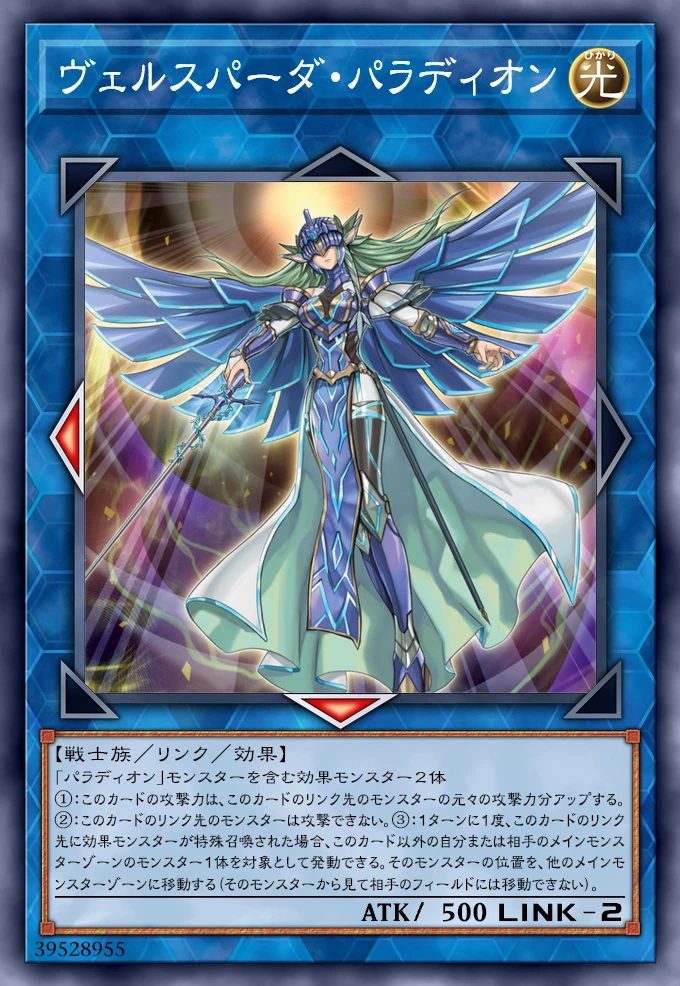 ヴェルスパーダ・パラディオン
ひかり
光
【戦士族／リンク／効果】
「パラディオン」モンスターを含む効果モンスター２体
①：このカードの攻撃力は、このカードのリンク先のモンスターの元々の攻撃力分アップする。
②：このカードのリンク先のモンスターは攻撃できない。③：１ターンに１度、このカードのリンク
先に効果モンスターが特殊召喚された場合、このカード以外の自分または相手のメインモンス
ターゾーンのモンスター１体を対象として発動できる。そのモンスターの位置を、他のメインモ
ンスターゾーンに移動する（そのモンスターから見て相手のフィールドには移動できない）。
ATK/ 500 LINK-2
39528955